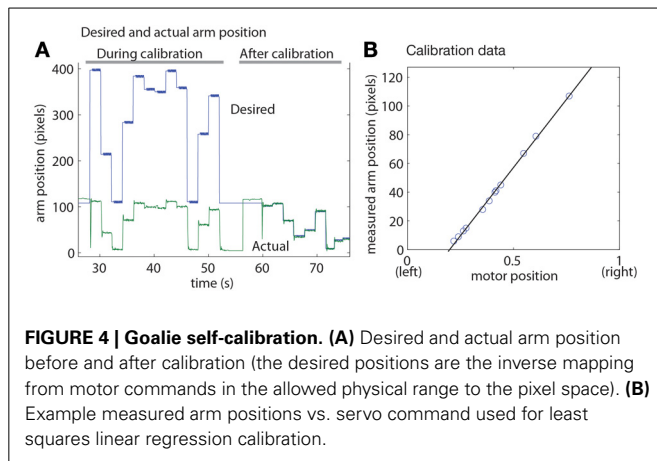 Desired and actual arm position
A
During calibration
After calibration
B
Calibration data
400
300
200
100
0
arm position (pixels)
Desired
Actual
30
40
50
60
70
time (s)
120
100
80
60
40
20
0
measured arm position (pixels)
0
0.5
1
(left)
motor position
(right)
FIGURE 4 | Goalie self-calibration. (A) Desired and actual arm position
before and after calibration (the desired positions are the inverse mapping
from motor commands in the allowed physical range to the pixel space). (B)
Example measured arm positions vs. servo command used for least
squares linear regression calibration.